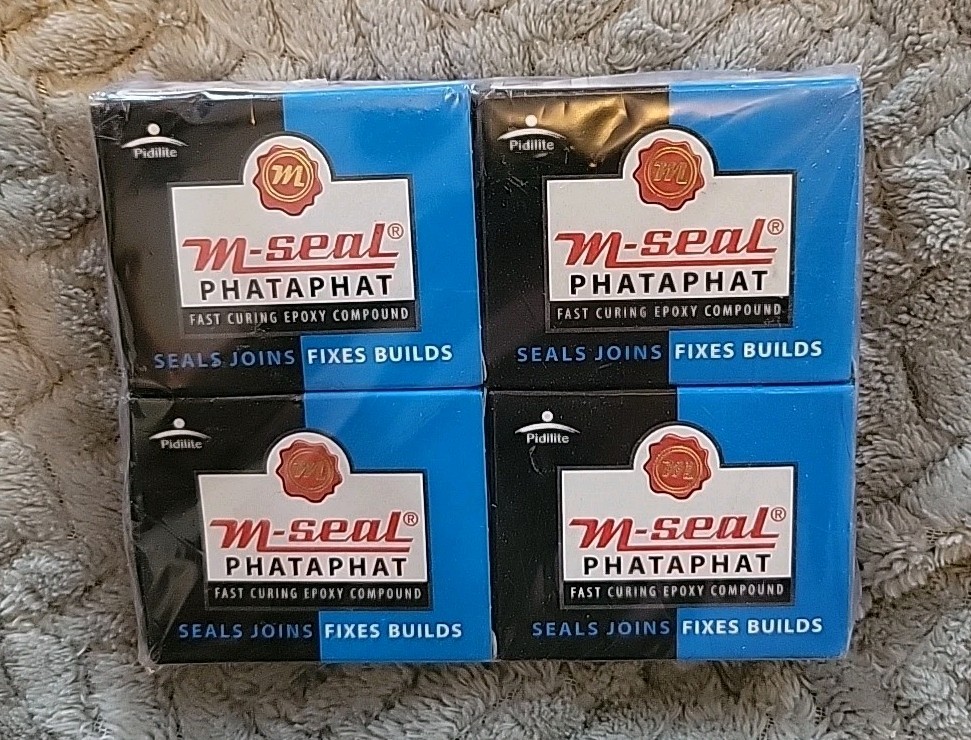 Pidilite
m
m-seal®
PHATAPHAT
FAST CURING EPOXY COMPOUND
SEALS JOINS FIXES BUILDS
Pidilite
m
m-seal®
PHATAPHAT
FAST CURING EPOXY COMPOUND
SEALS JOINS FIXES BUILDS
Pidilite
m
m-seal®
PHATAPHAT
FAST CURING EPOXY COMPOUND
SEALS JOINS FIXES BUILDS
Pidilite
m
m-seal®
PHATAPHAT
FAST CURING EPOXY COMPOUND
SEALS JOINS FIXES BUILDS